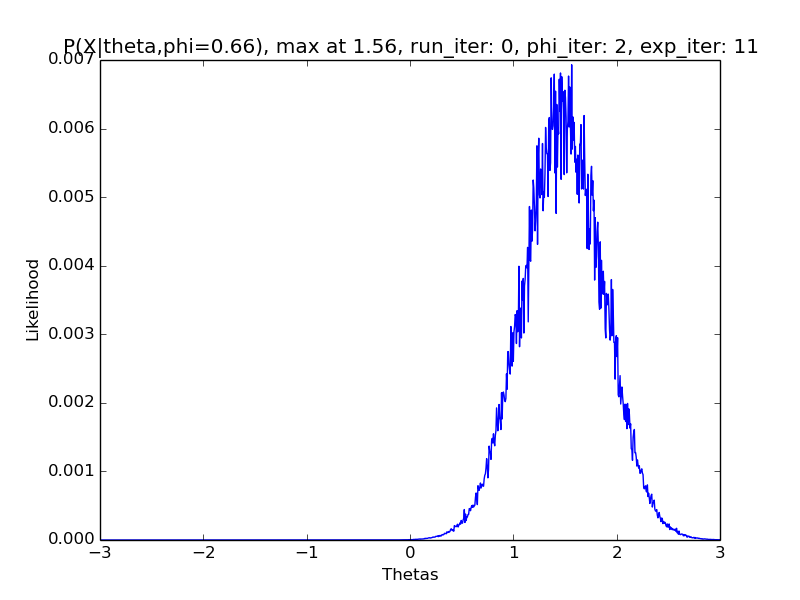 P(X|theta,phi=0.66), max at 1.56, run_iter: 0, phi_iter: 2, exp_iter: 11
0.007
0.006
0.005
0.004
0.003
0.002
0.001
0.000
Likelihood
−3 −2 −1 0 1 2 3
Thetas